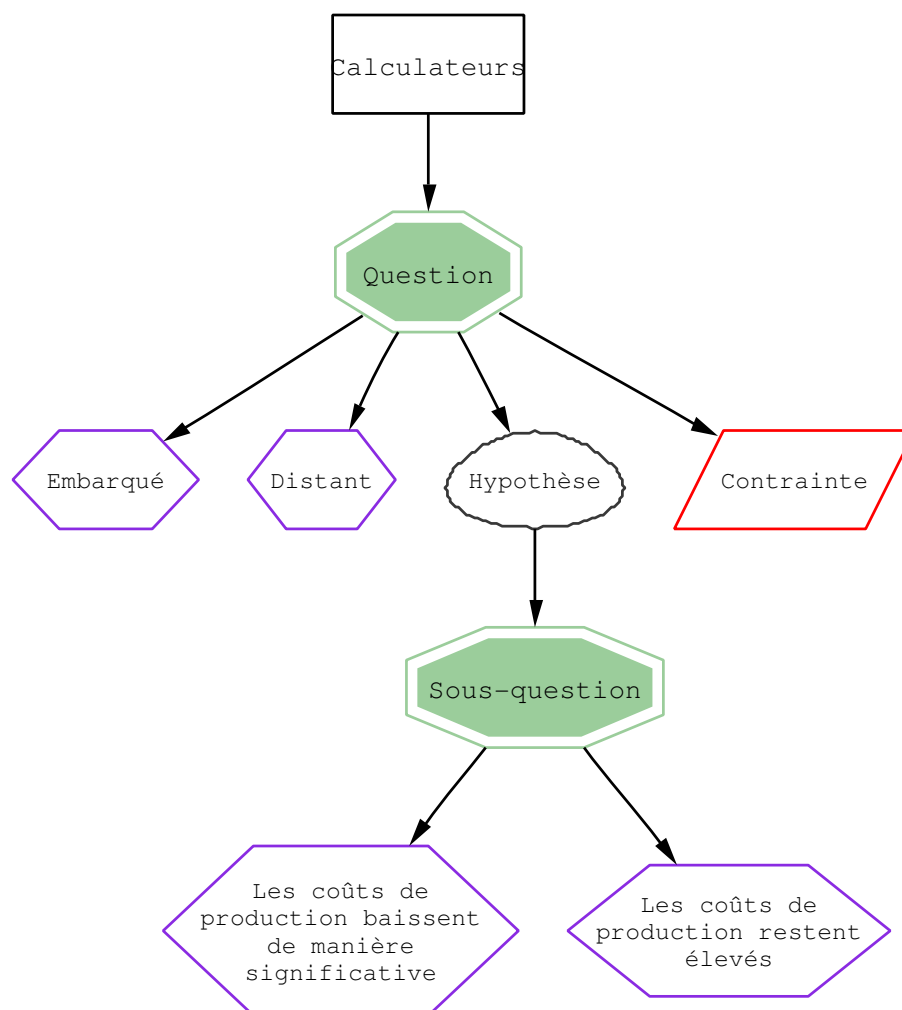 Calculateurs
Question
Embarqué
Distant
Hypothèse
Contrainte
Sous-question
Les coûts de
production baissent
de manière
significative
Les coûts de
production restent
élevés